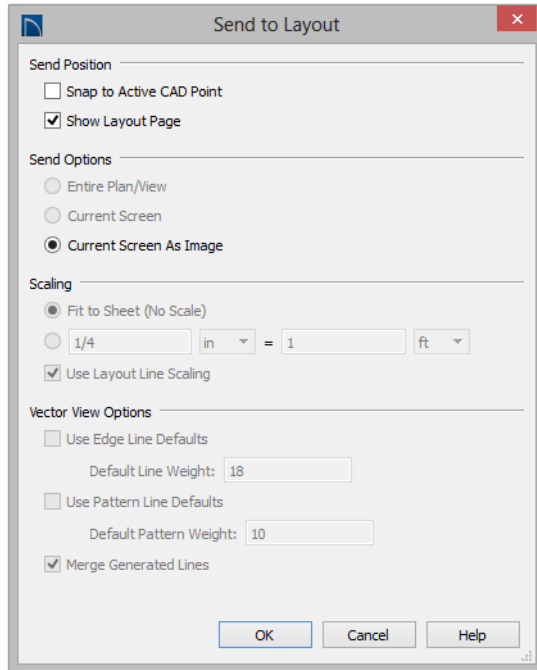 Send to Layout
Send Position
Snap to Active CAD Point
Show Layout Page
Send Options
Entire Plan/View
Current Screen
Current Screen As Image
Scaling
Fit to Sheet (No Scale)
1/4 in = 1 ft
Use Layout Line Scaling
Vector View Options
Use Edge Line Defaults
Default Line Weight: 18
Use Pattern Line Defaults
Default Pattern Weight: 10
Merge Generated Lines
OK Cancel Help